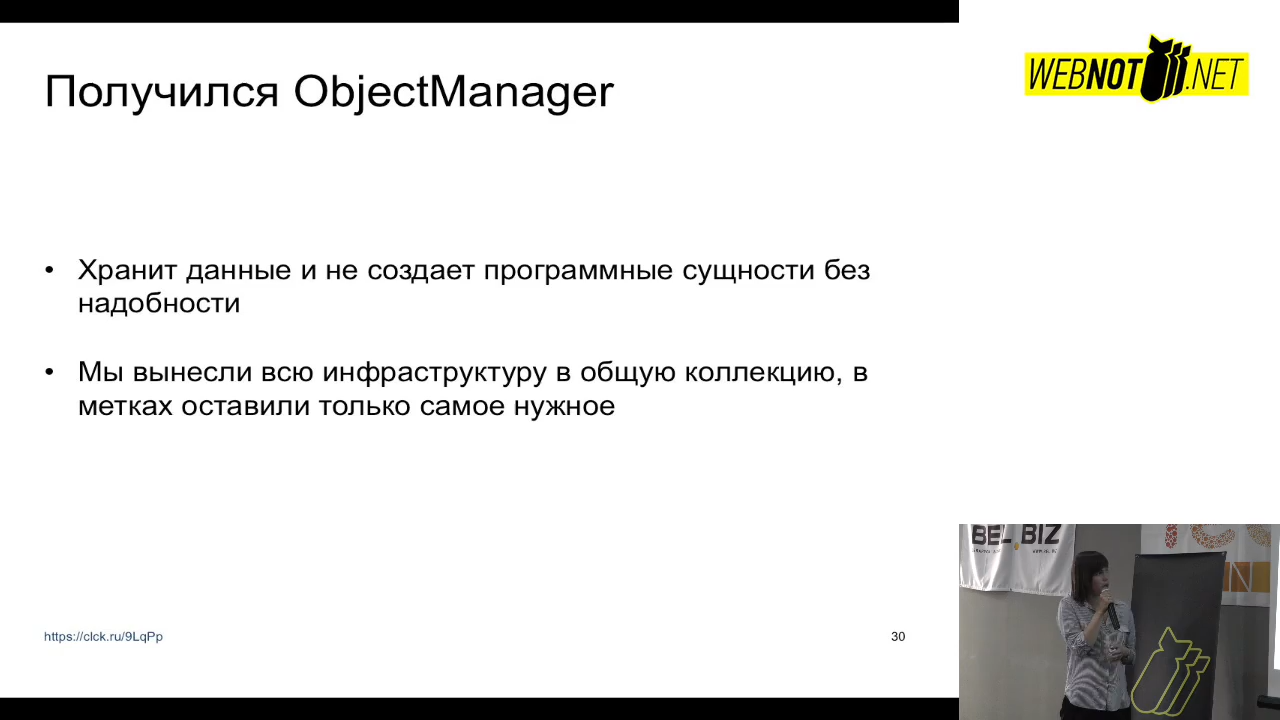 Получился ObjectManager
WEBNOT.NET
• Хранит данные и не создает программные сущности без
надобности
• Мы вынесли всю инфраструктуру в общую коллекцию, в
метках оставили только самое нужное
https://clck.ru/9LqPp
30
BEL.BIZ